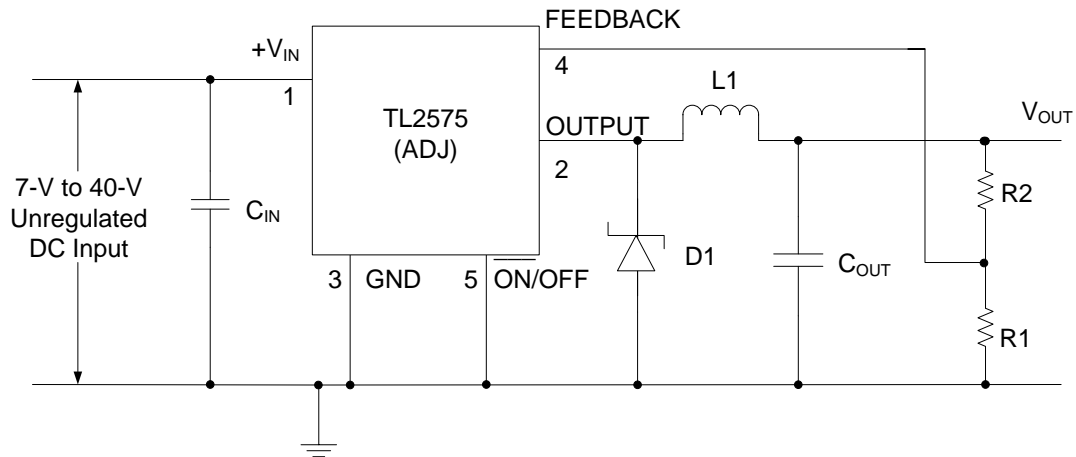 FEEDBACK
+VIN
4
1
L1
TL2575
(ADJ)
OUTPUT
VOUT
2
7-V to 40-V
Unregulated
DC Input
CIN
R2
D1
COUT
3
GND
5
ON/OFF
R1